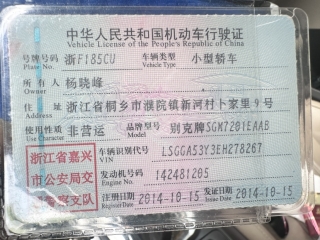 中华人民共和国机动车行驶证
Vehicle License of the People's Republic of China
号牌号码 浙F185CU 车辆类型 小型轿车
Plate No. Vehicle Type
所有人 杨晓峰
Owner
住址 浙江省桐乡市濮院镇新河村卜家里9号
Address
使用性质 非营运 品牌型号 别克牌SGM7201EAAB
Use Character Model
浙江省嘉兴市公安局交 车辆识别代号 LSGGA53Y3EH278267
VIN
发动机号码 142481205
Engine No.
注册日期 2014-10-15 发证日期 2014-10-15
Register Date Issue Date